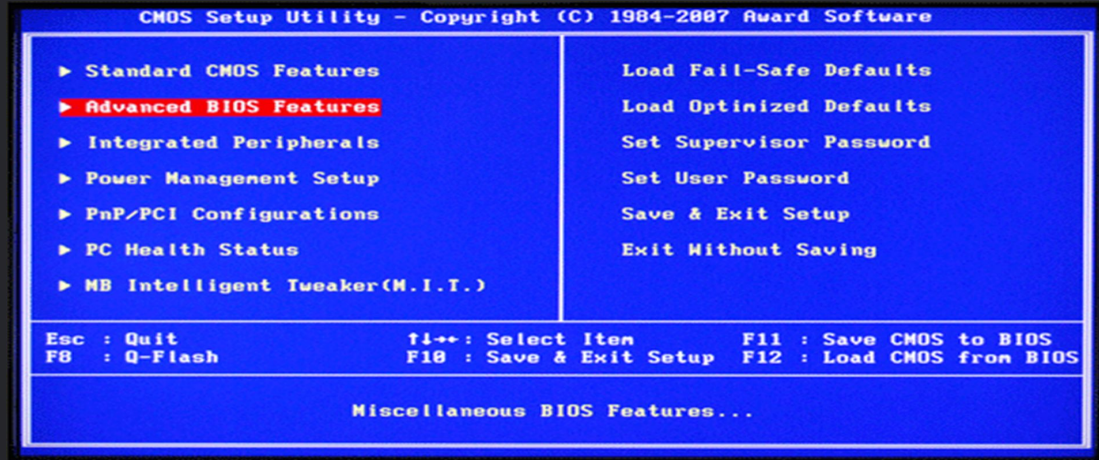 CMOS Setup Utility - Copyright (C) 1984-2007 Award Software
► Standard CMOS Features
► Advanced BIOS Features
► Integrated Peripherals
► Power Management Setup
► PnP/PCI Configurations
► PC Health Status
► MB Intelligent Tweaker(M.I.T.)
Load Fail-Safe Defaults
Load Optimized Defaults
Set Supervisor Password
Set User Password
Save & Exit Setup
Exit Without Saving
Esc : Quit
F8 : Q-Flash
↑↓→←: Select Item
F10 : Save & Exit Setup
F11 : Save CMOS to BIOS
F12 : Load CMOS from BIOS
Miscellaneous BIOS Features...